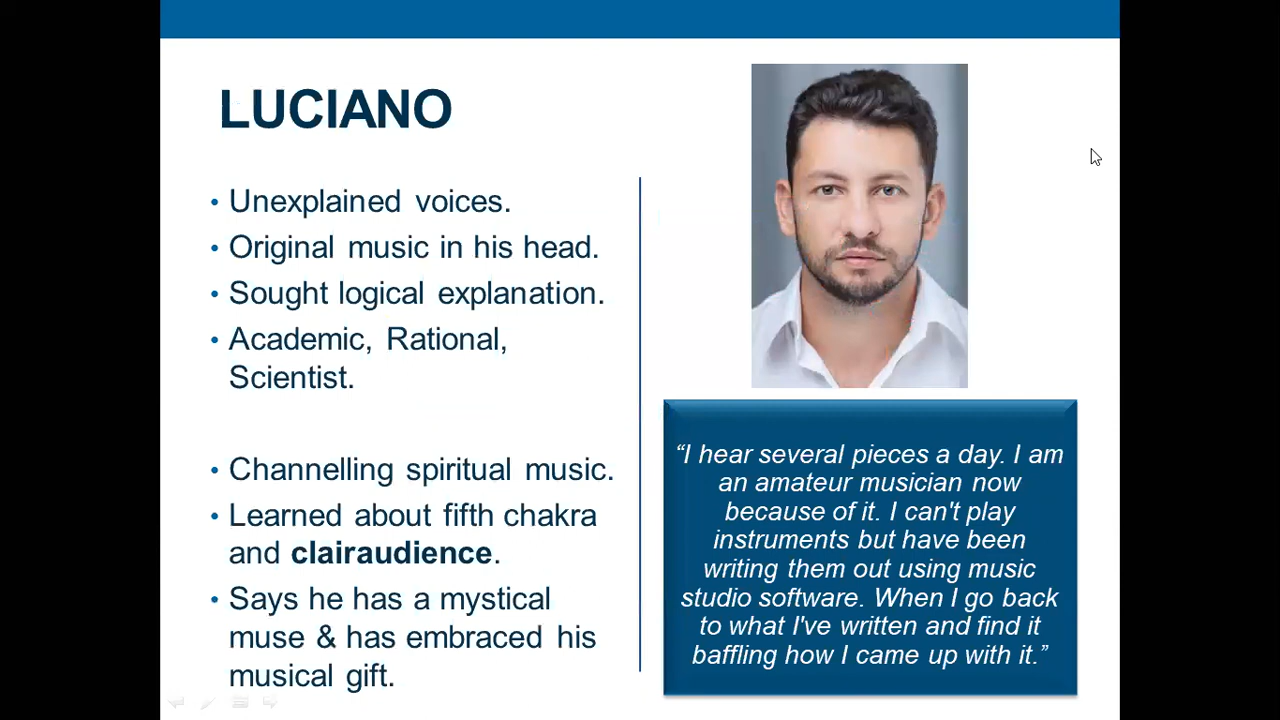 LUCIANO
• Unexplained voices.
• Original music in his head.
• Sought logical explanation.
• Academic, Rational,
Scientist.
• Channelling spiritual music.
• Learned about fifth chakra
and clairaudience.
• Says he has a mystical
muse & has embraced his
musical gift.
“I hear several pieces a day. I am
an amateur musician now
because of it. I can't play
instruments but have been
writing them out using music
studio software. When I go back
to what I've written and find it
baffling how I came up with it.”